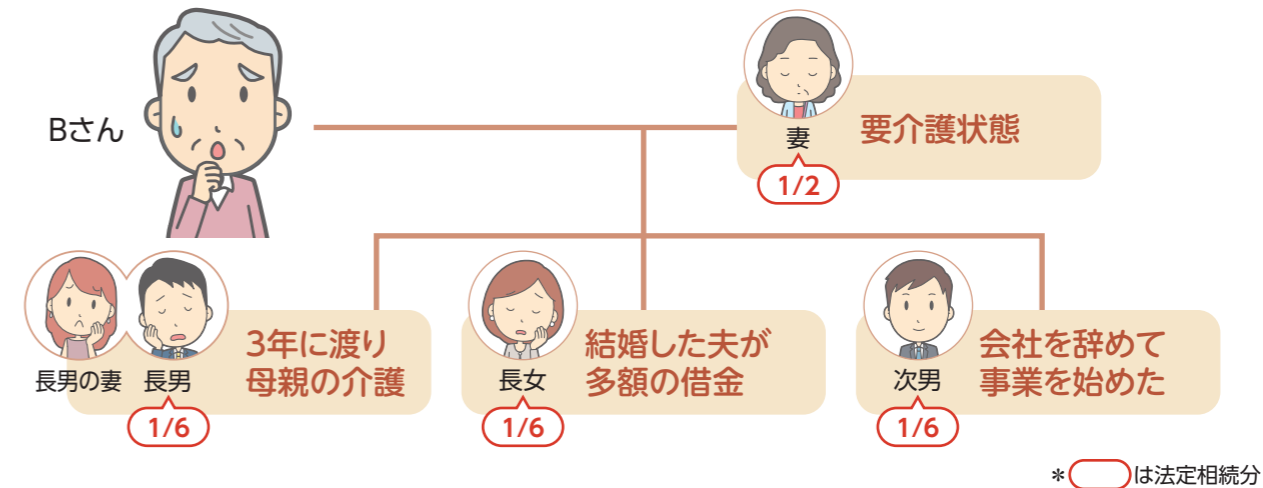 Bさん
妻
要介護状態
1/2
長男の妻
長男
3年に渡り
母親の介護
1/6
長女
結婚した夫が
多額の借金
1/6
次男
会社を辞めて
事業を始めた
1/6
* は法定相続分